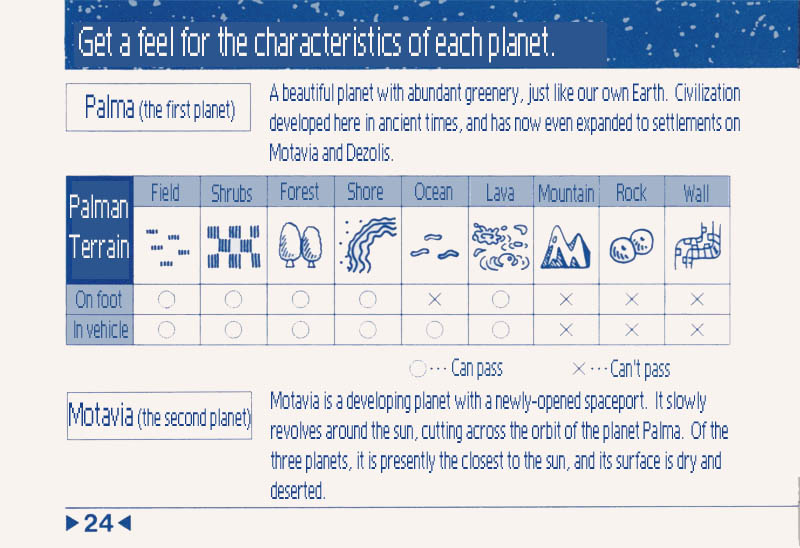 Get a feel for the characteristics of each planet.
Palma (the first planet)
A beautiful planet with abundant greenery, just like our own Earth. Civilization
developed here in ancient times, and has now even expanded to settlements on
Motavia and Dezolis.
Palman
Terrain
Field Shrubs Forest Shore Ocean Lava Mountain Rock Wall
On foot ○ ○ ○ ○ × ○ × × ×
In vehicle ○ ○ ○ ○ ○ ○ × × ×
○··· Can pass ×··· Can't pass
Motavia (the second planet)
Motavia is a developing planet with a newly-opened spaceport. It slowly
revolves around the sun, cutting across the orbit of the planet Palma. Of the
three planets, it is presently the closest to the sun, and its surface is dry and
deserted.
▶24◀